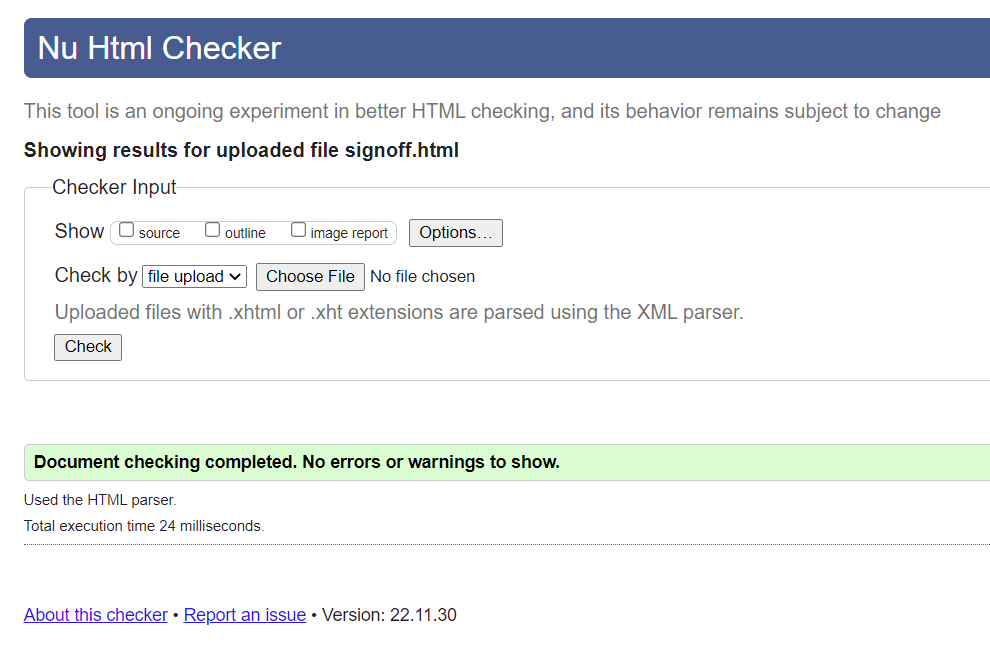 Nu Html Checker
This tool is an ongoing experiment in better HTML checking, and its behavior remains subject to change
Showing results for uploaded file signoff.html
Checker Input
Show source outline image report Options...
Check by file upload Choose File No file chosen
Uploaded files with .xhtml or .xht extensions are parsed using the XML parser.
Check
Document checking completed. No errors or warnings to show.
Used the HTML parser.
Total execution time 24 milliseconds.
About this checker • Report an issue • Version: 22.11.30